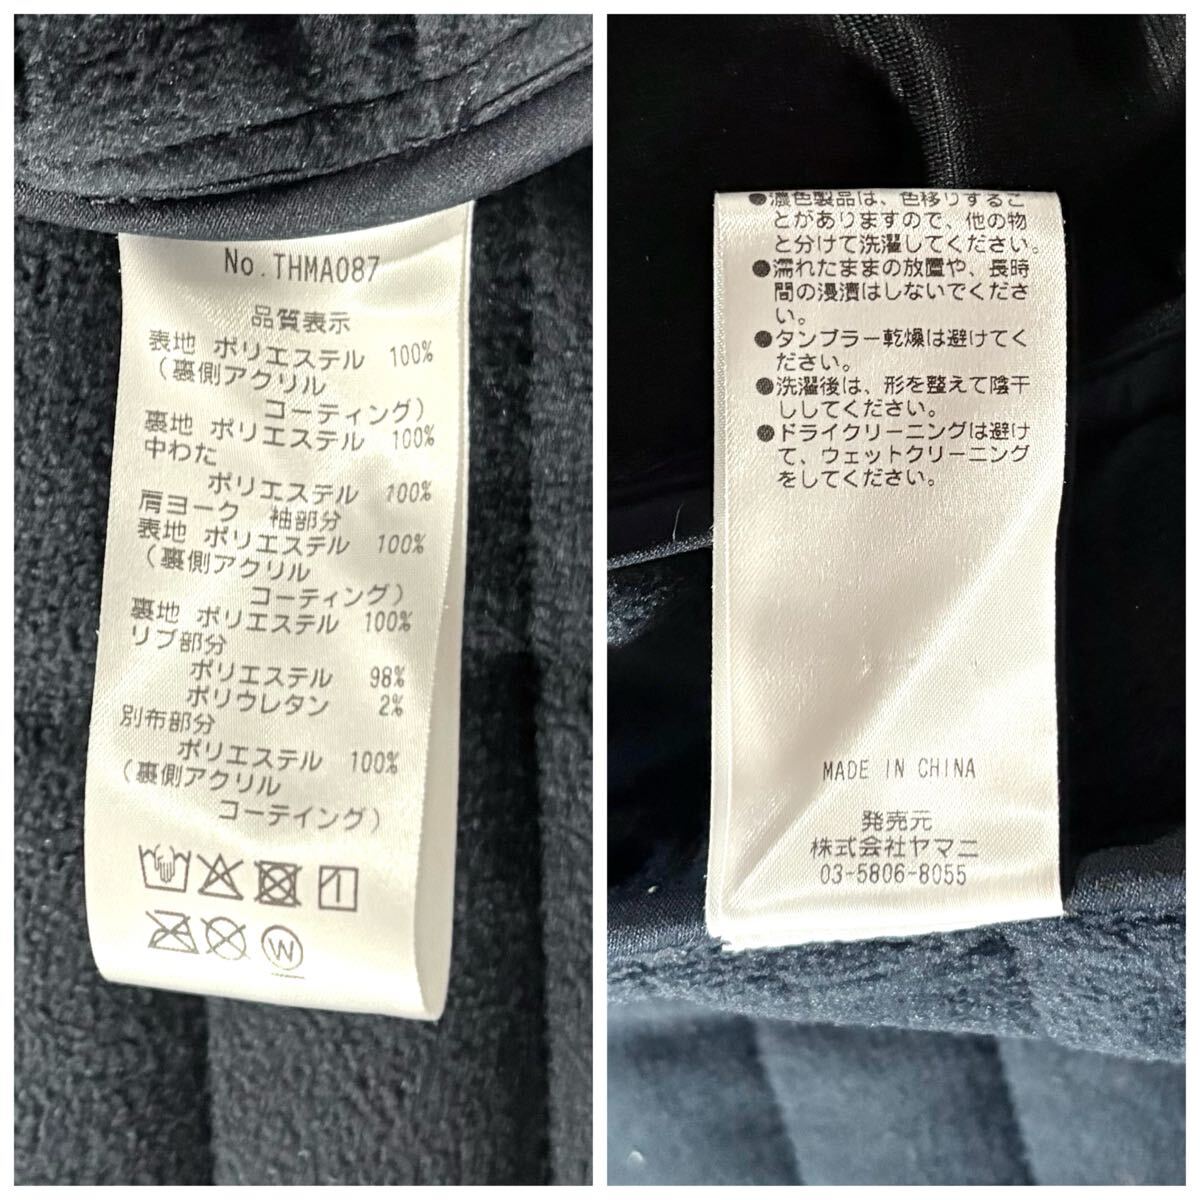 No.THMA087
品質表示
表地 ポリエステル 100%
（裏側アクリル
コーティング）
裏地 ポリエステル 100%
中わた
ポリエステル 100%
肩ヨーク 袖部分
表地 ポリエステル 100%
（裏側アクリル
コーティング）
裏地 ポリエステル 100%
リブ部分
ポリエステル 98%
ポリウレタン 2%
別布部分
ポリエステル 100%
（裏側アクリル
コーティング）
W
●濃色製品は、色移りするこ
とがありますので、他の物
と分けて洗濯してください。
●濡れたままの放置や、長時
間の浸漬はしないでくださ
い。
●タンブラー乾燥は避けてく
ださい。
●洗濯後は、形を整えて陰干
ししてください。
●ドライクリーニングは避け
て、ウェットクリーニング
をしてください。
MADE IN CHINA
発売元
株式会社ヤマニ
03-5806-8055